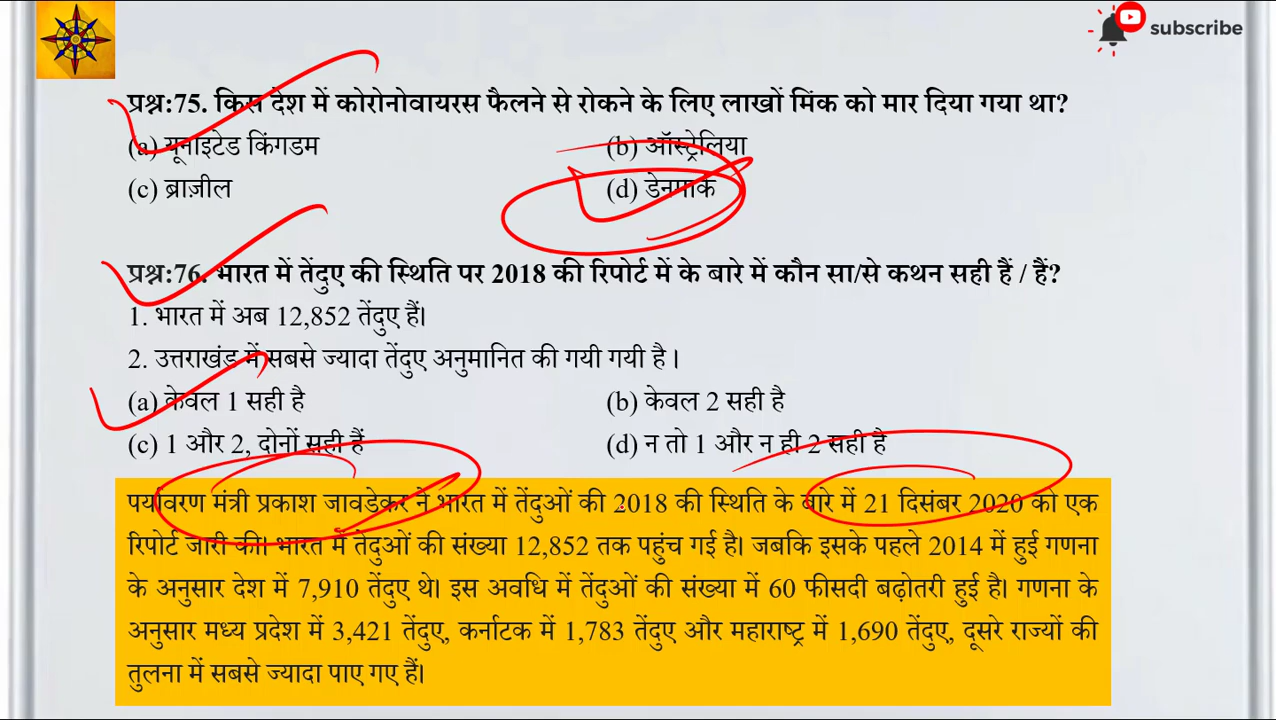 subscribe
प्रश्न:75. किस देश में कोरोनोवायरस फैलने से रोकने के लिए लाखों मिंक को मार दिया गया था?
(a) यूनाइटेड किंगडम (b) ऑस्ट्रेलिया
(c) ब्राज़ील (d) डेनमार्क
प्रश्न:76. भारत में तेंदुए की स्थिति पर 2018 की रिपोर्ट में के बारे में कौन सा/से कथन सही हैं / हैं?
1. भारत में अब 12,852 तेंदुए हैं।
2. उत्तराखंड में सबसे ज्यादा तेंदुए अनुमानित की गयी गयी है।
(a) केवल 1 सही है (b) केवल 2 सही है
(c) 1 और 2, दोनों सही हैं (d) न तो 1 और न ही 2 सही है
पर्यावरण मंत्री प्रकाश जावडेकर ने भारत में तेंदुओं की 2018 की स्थिति के बारे में 21 दिसंबर 2020 को एक
रिपोर्ट जारी की। भारत में तेंदुओं की संख्या 12,852 तक पहुंच गई है। जबकि इसके पहले 2014 में हुई गणना
के अनुसार देश में 7,910 तेंदुए थे। इस अवधि में तेंदुओं की संख्या में 60 फीसदी बढ़ोतरी हुई है। गणना के
अनुसार मध्य प्रदेश में 3,421 तेंदुए, कर्नाटक में 1,783 तेंदुए और महाराष्ट्र में 1,690 तेंदुए, दूसरे राज्यों की
तुलना में सबसे ज्यादा पाए गए हैं।